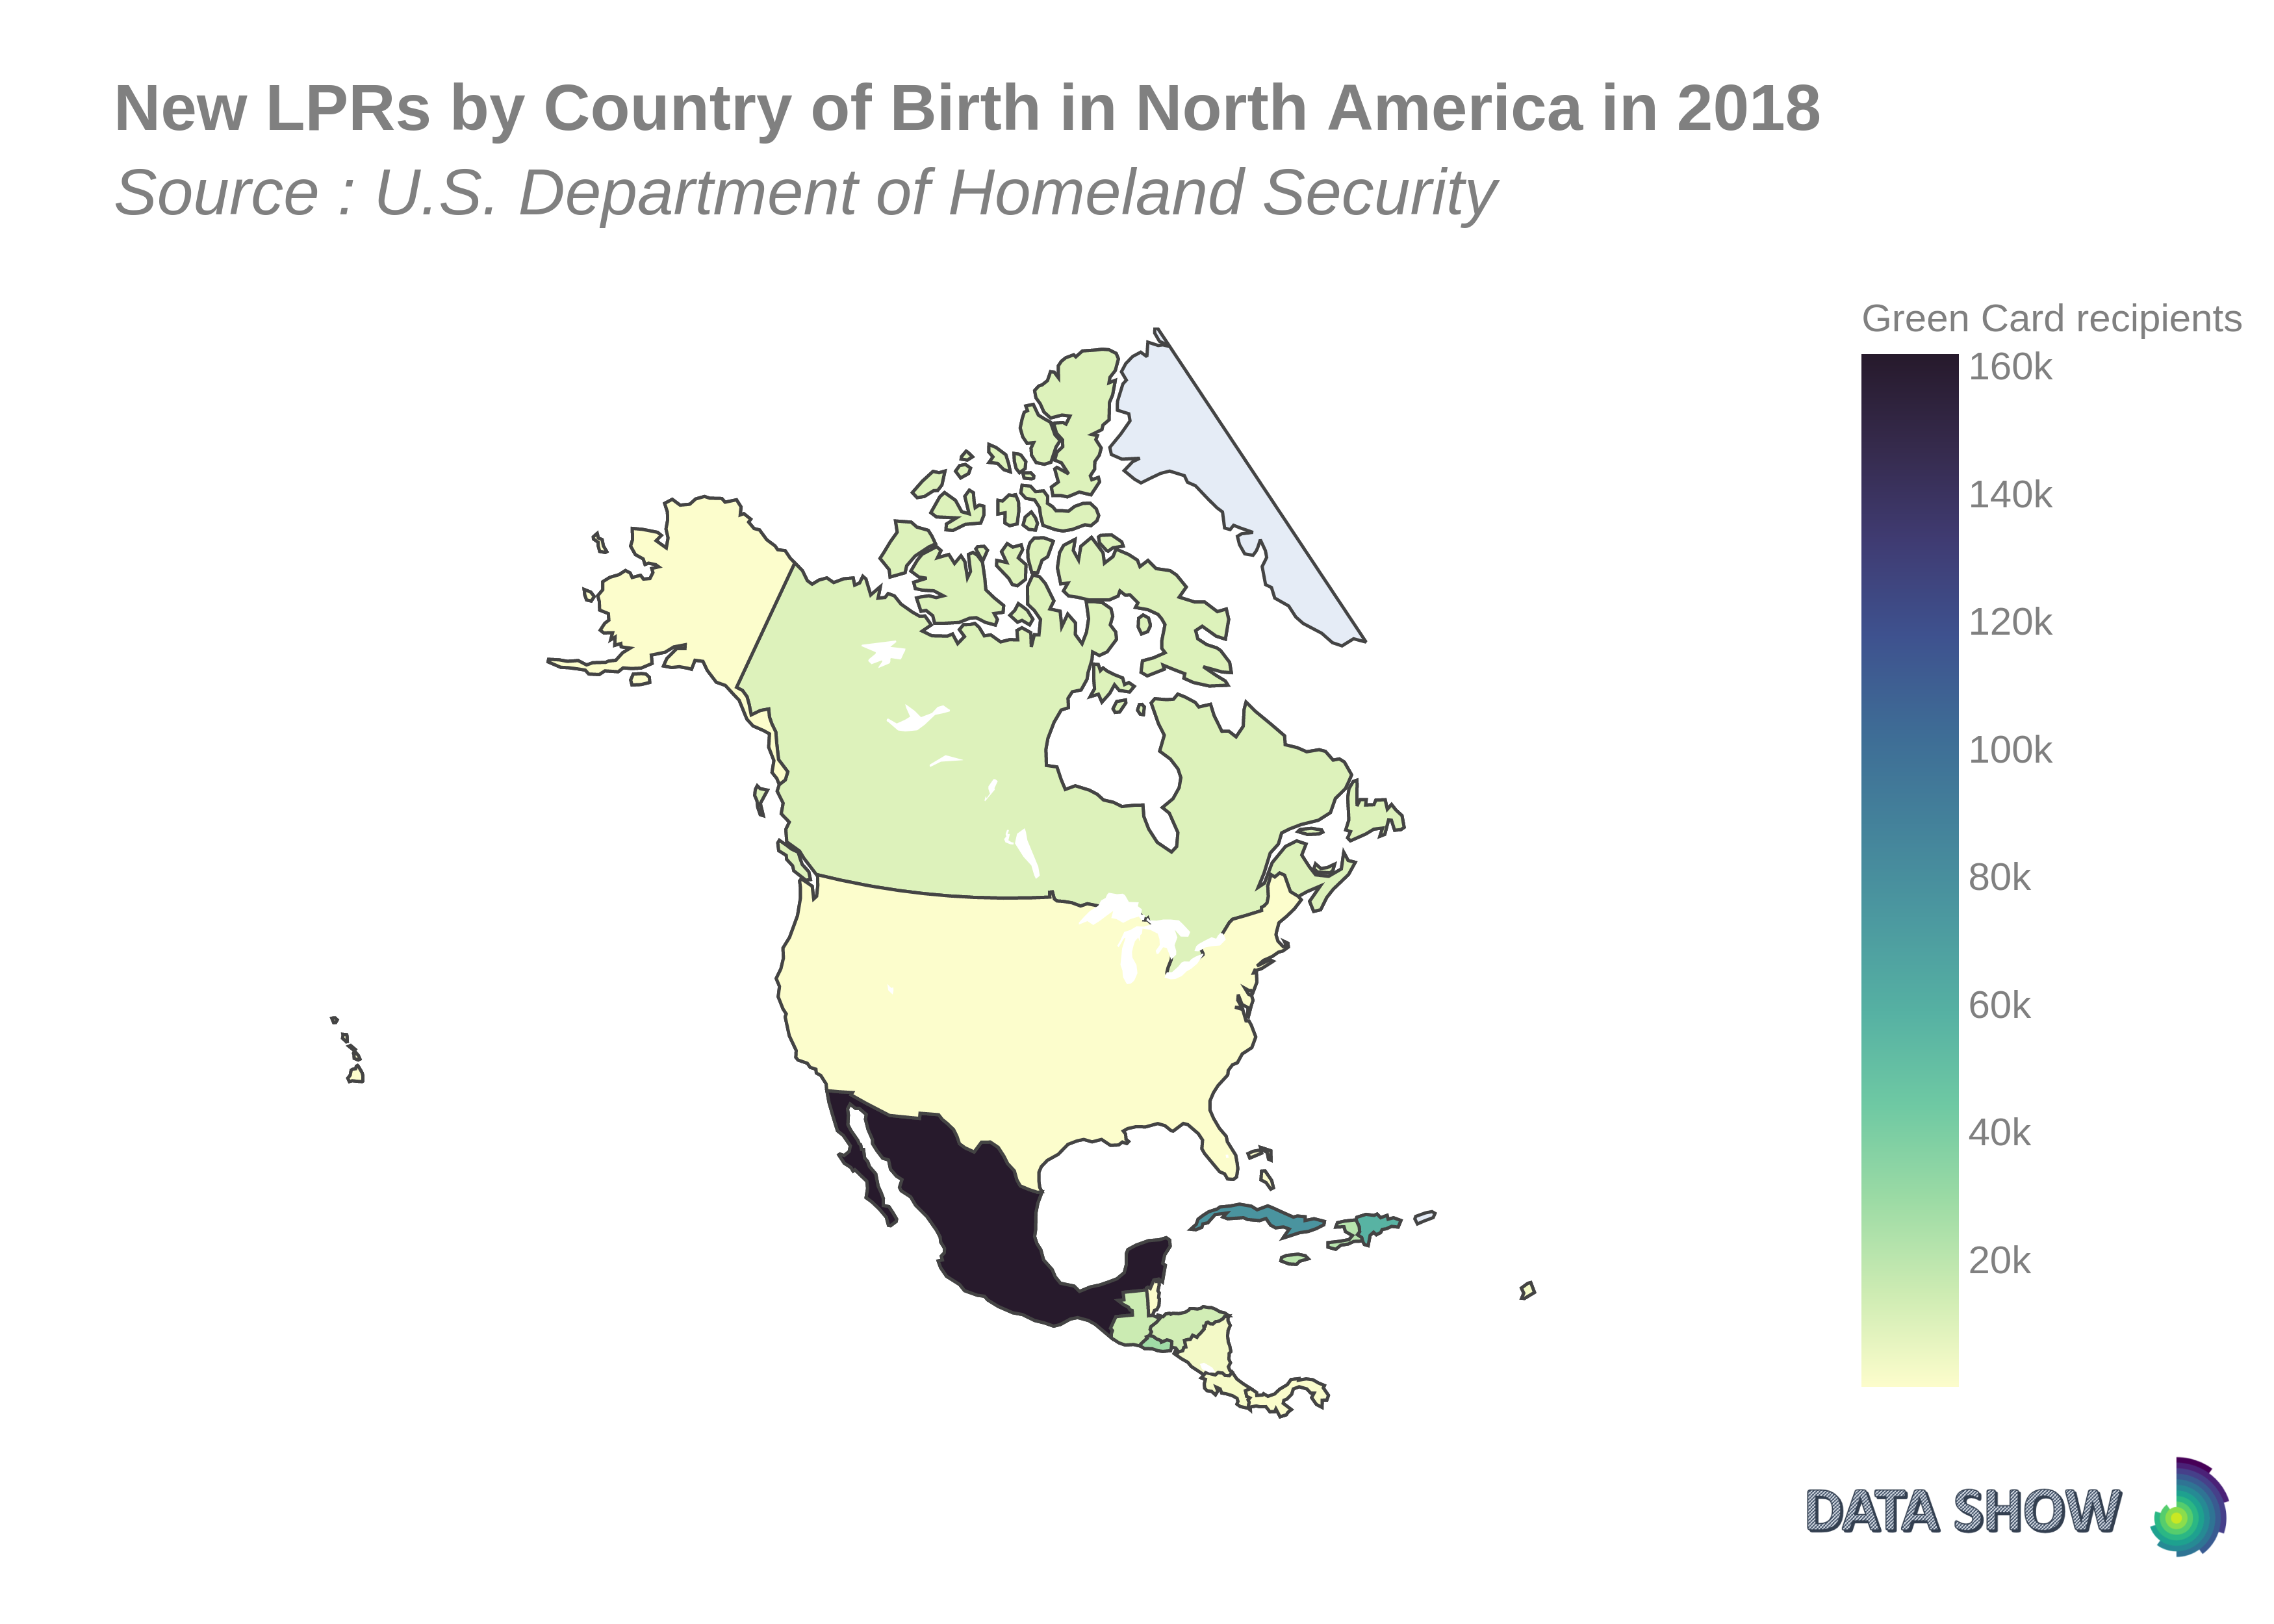 New LPRs by Country of Birth in North America in 2018
Source : U.S. Department of Homeland Security
Green Card recipients
160k
140k
120k
100k
80k
60k
40k
20k
DATA SHOW